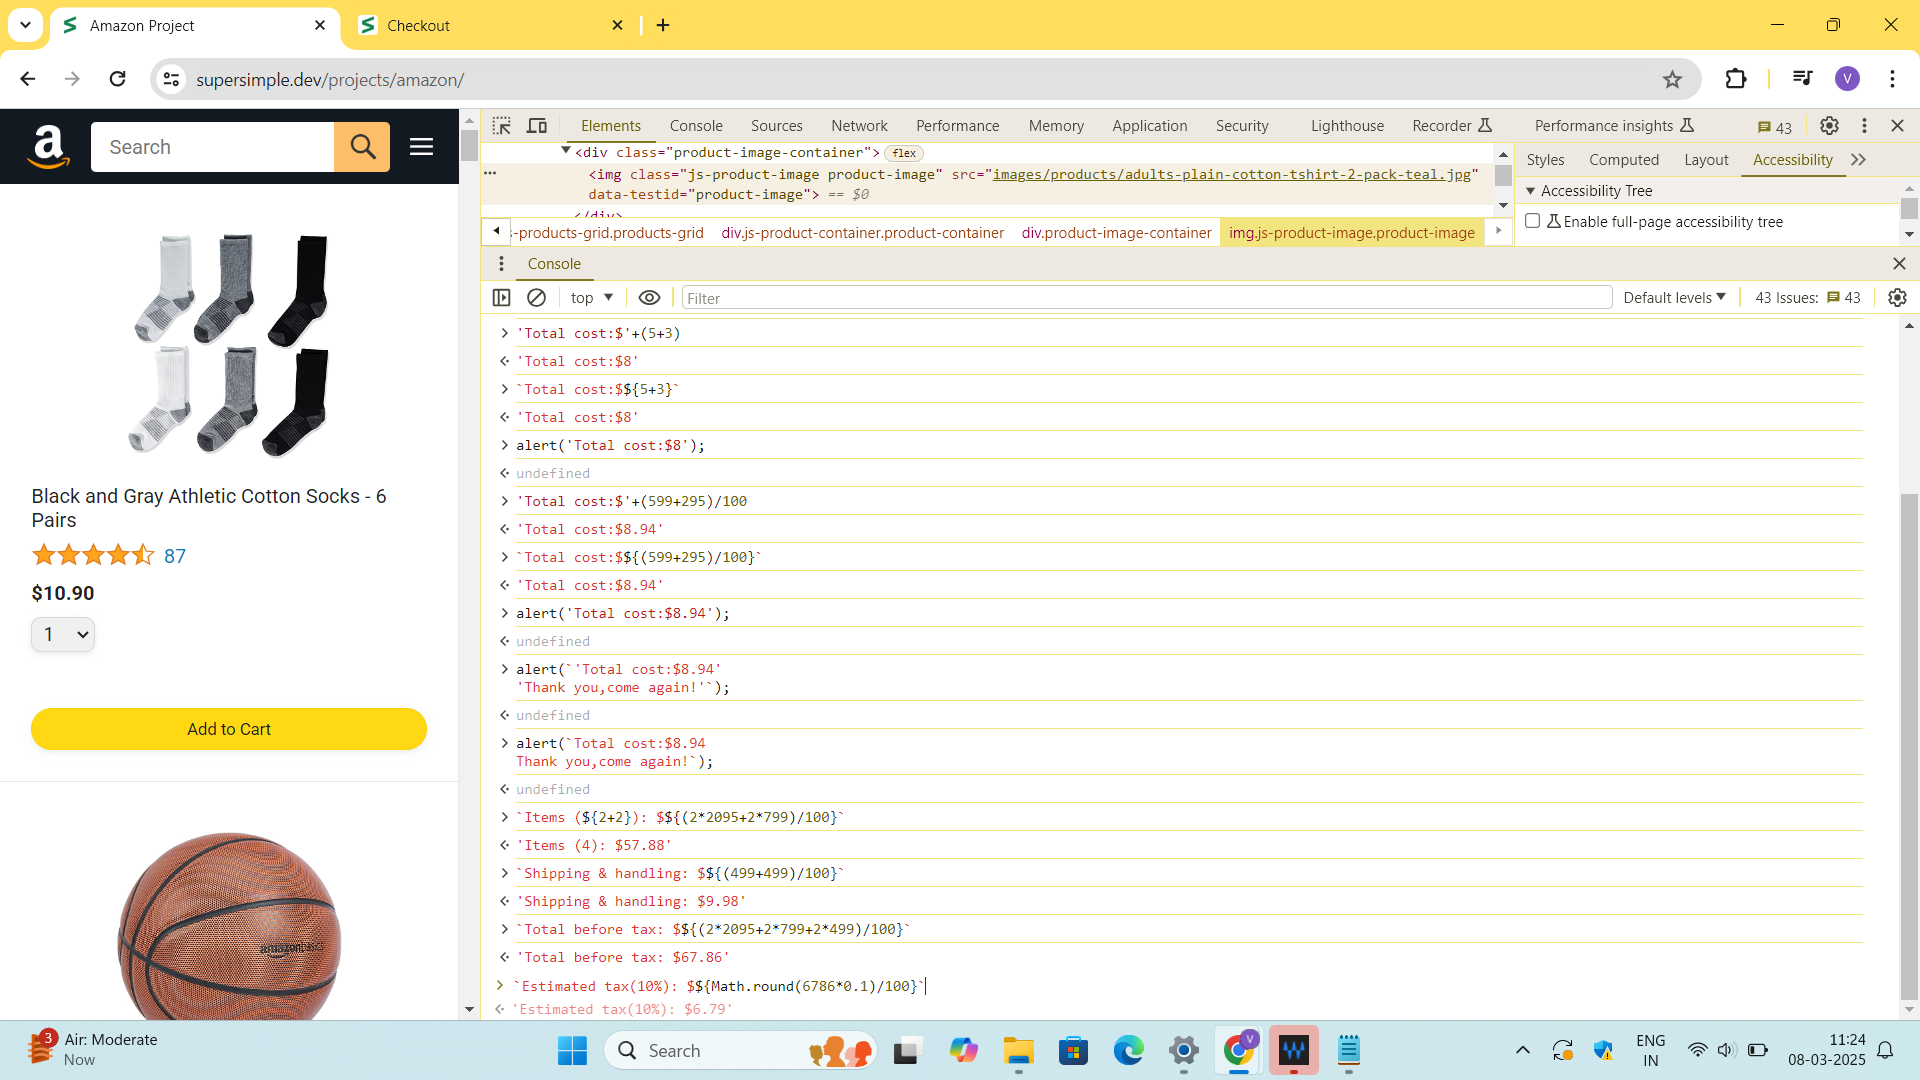 Amazon Project
Checkout
supersimple.dev/projects/amazon/
V
a
Search
Elements
Console
Sources
Network
Performance
Memory
Application
Security
Lighthouse
Recorder
Performance insights
43
<div class="product-image-container"> flex
<img class="js-product-image product-image" src="images/products/adults-plain-cotton-tshirt-2-pack-teal.jpg"
data-testid="product-image"> == $0
</div>
s-products-grid.products-grid
div.js-product-container.product-container
div.product-image-container
img.js-product-image.product-image
Styles
Computed
Layout
Accessibility
Accessibility Tree
Enable full-page accessibility tree
Console
top
Filter
Default levels
43 Issues: 43
'Total cost:$'+(5+3)
'Total cost:$8'
`Total cost:$${5+3}`
'Total cost:$8'
alert('Total cost:$8');
undefined
'Total cost:$'+(599+295)/100
'Total cost:$8.94'
`Total cost:$${(599+295)/100}`
'Total cost:$8.94'
alert('Total cost:$8.94');
undefined
alert(`'Total cost:$8.94'
'Thank you,come again!'`);
undefined
alert(`Total cost:$8.94
Thank you,come again!`);
undefined
`Items (${2+2}): $${(2*2095+2*799)/100}`
'Items (4): $57.88'
`Shipping & handling: $${(499+499)/100}`
'Shipping & handling: $9.98'
`Total before tax: $${(2*2095+2*799+2*499)/100}`
'Total before tax: $67.86'
`Estimated tax(10%): $${Math.round(6786*0.1)/100}`
'Estimated tax(10%): $6.79'
Black and Gray Athletic Cotton Socks - 6
Pairs
87
$10.90
1
Add to Cart
amazonbasics
3
Air: Moderate
Now
Search
V
ENG
IN
11:24
08-03-2025